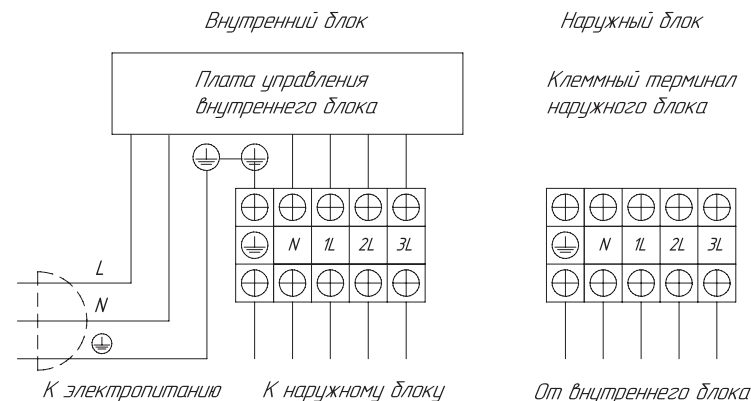 Внутренний блок
Наружный блок
Плата управления
внутреннего блока
Клеммный терминал
наружного блока
N 1L 2L 3L
N 1L 2L 3L
L
N
К электропитанию
К наружному блоку
От внутреннего блока